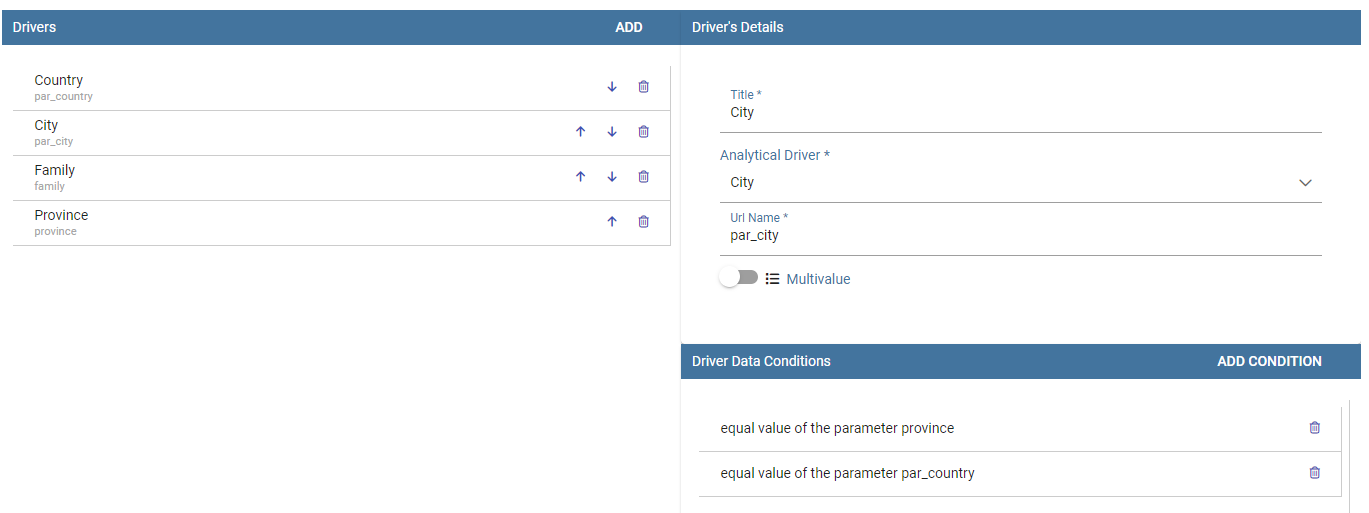 Drivers
ADD
Country
par_country
City
par_city
Family
family
Province
province
Driver's Details
Title *
City
Analytical Driver *
City
Url Name *
par_city
Multivalue
Driver Data Conditions
ADD CONDITION
equal value of the parameter province
equal value of the parameter par_country